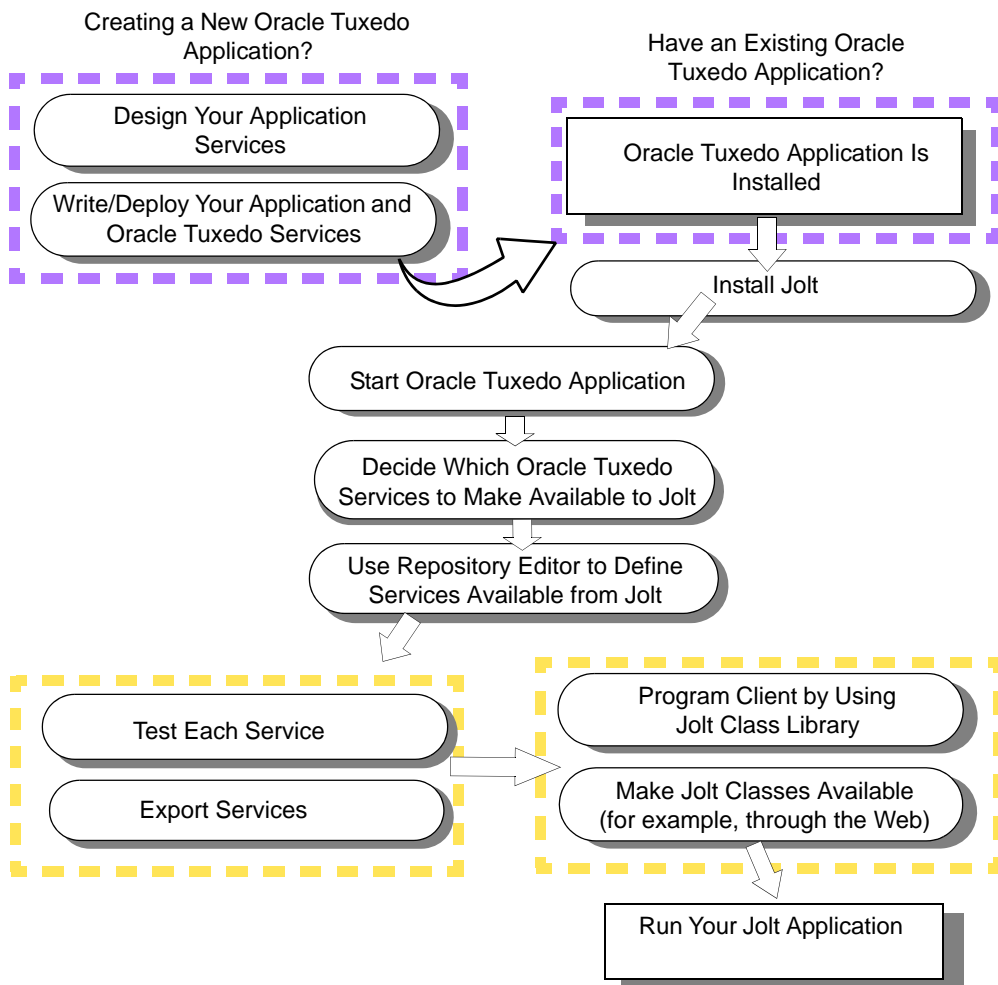 Creating a New Oracle Tuxedo
Application?
Design Your Application
Services
Write/Deploy Your Application and
Oracle Tuxedo Services
Have an Existing Oracle
Tuxedo Application?
Oracle Tuxedo Application Is
Installed
Install Jolt
Start Oracle Tuxedo Application
Decide Which Oracle Tuxedo
Services to Make Available to Jolt
Use Repository Editor to Define
Services Available from Jolt
Test Each Service
Export Services
Program Client by Using
Jolt Class Library
Make Jolt Classes Available
(for example, through the Web)
Run Your Jolt Application